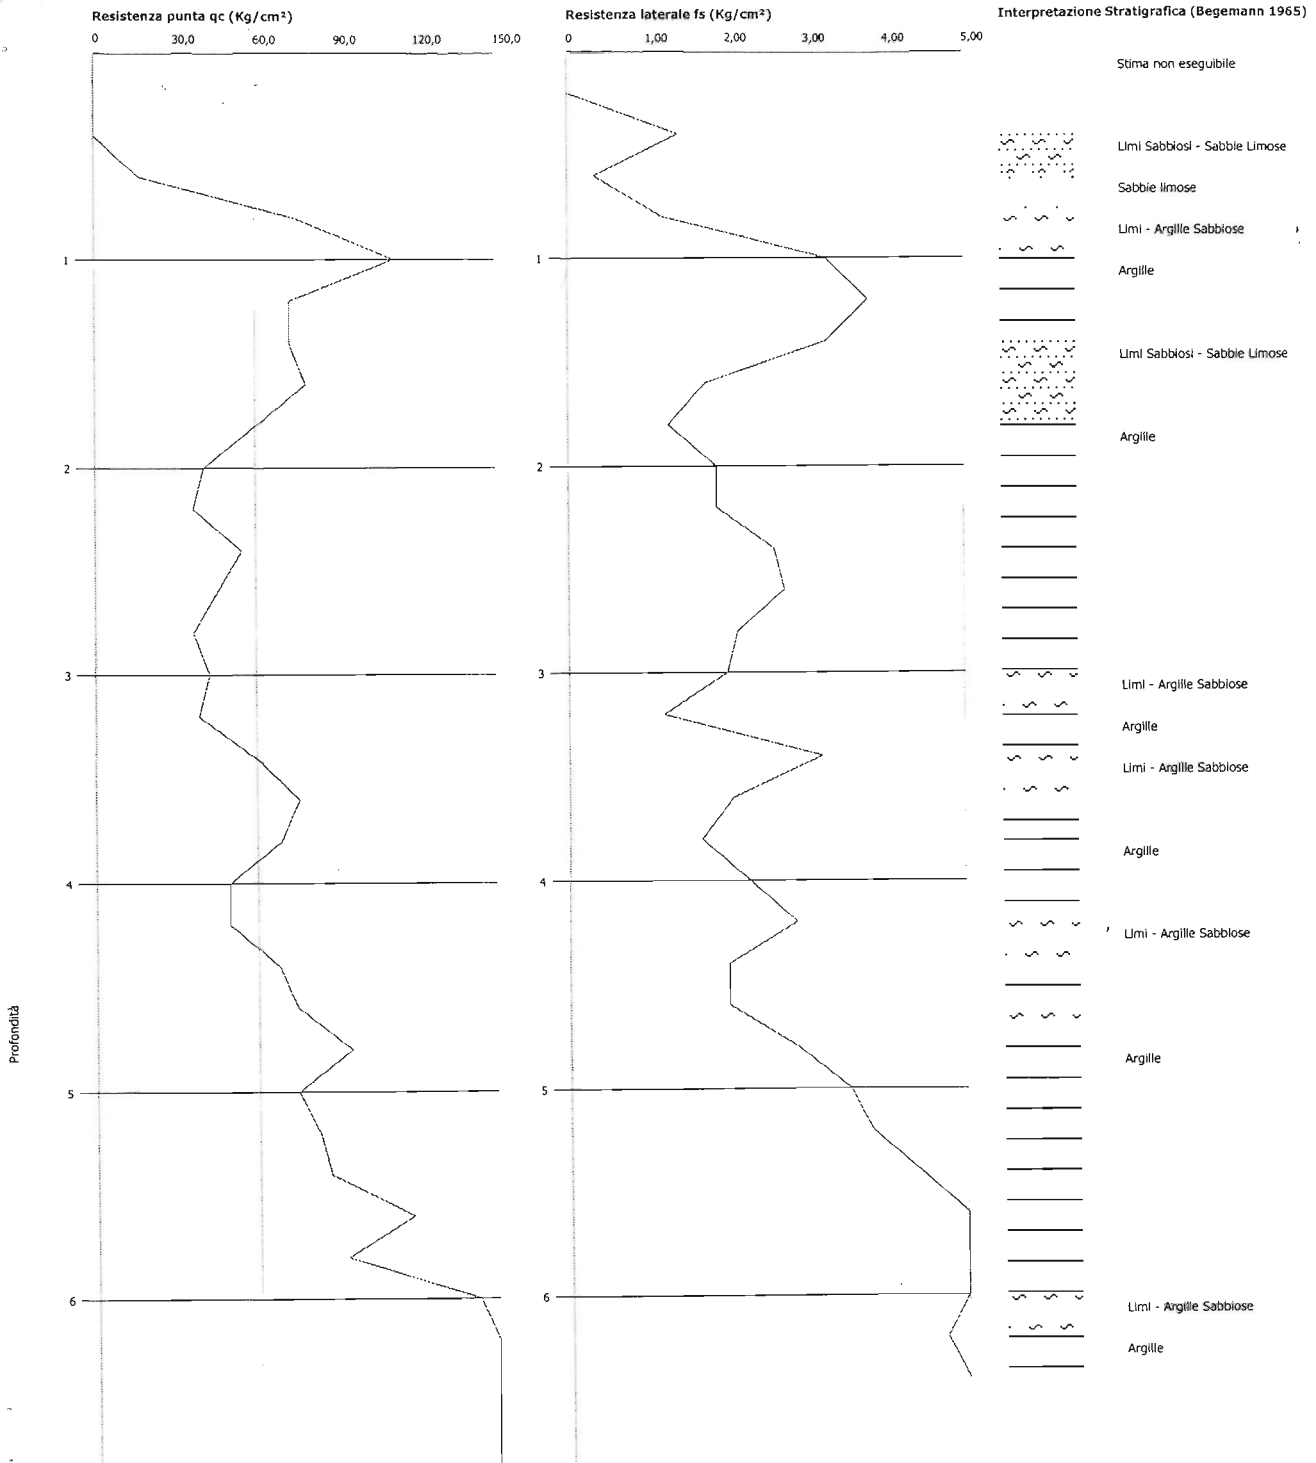 Resistenza punta qc (Kg/cm²)
0 30,0 60,0 90,0 120,0 150,0
1
2
3
4
5
6
Profondità
Resistenza laterale fs (Kg/cm²)
0 1,00 2,00 3,00 4,00 5,00
1
2
3
4
5
6
Interpretazione Stratigrafica (Begemann 1965)
Stima non eseguibile
Limi Sabbiosi - Sabbie Limose
Sabbie limose
Limi - Argille Sabbiose
Argille
Limi Sabbiosi - Sabbie Limose
Argille
Limi - Argille Sabbiose
Argille
Limi - Argille Sabbiose
Argille
Limi - Argille Sabbiose
Argille
Limi - Argille Sabbiose
Argille